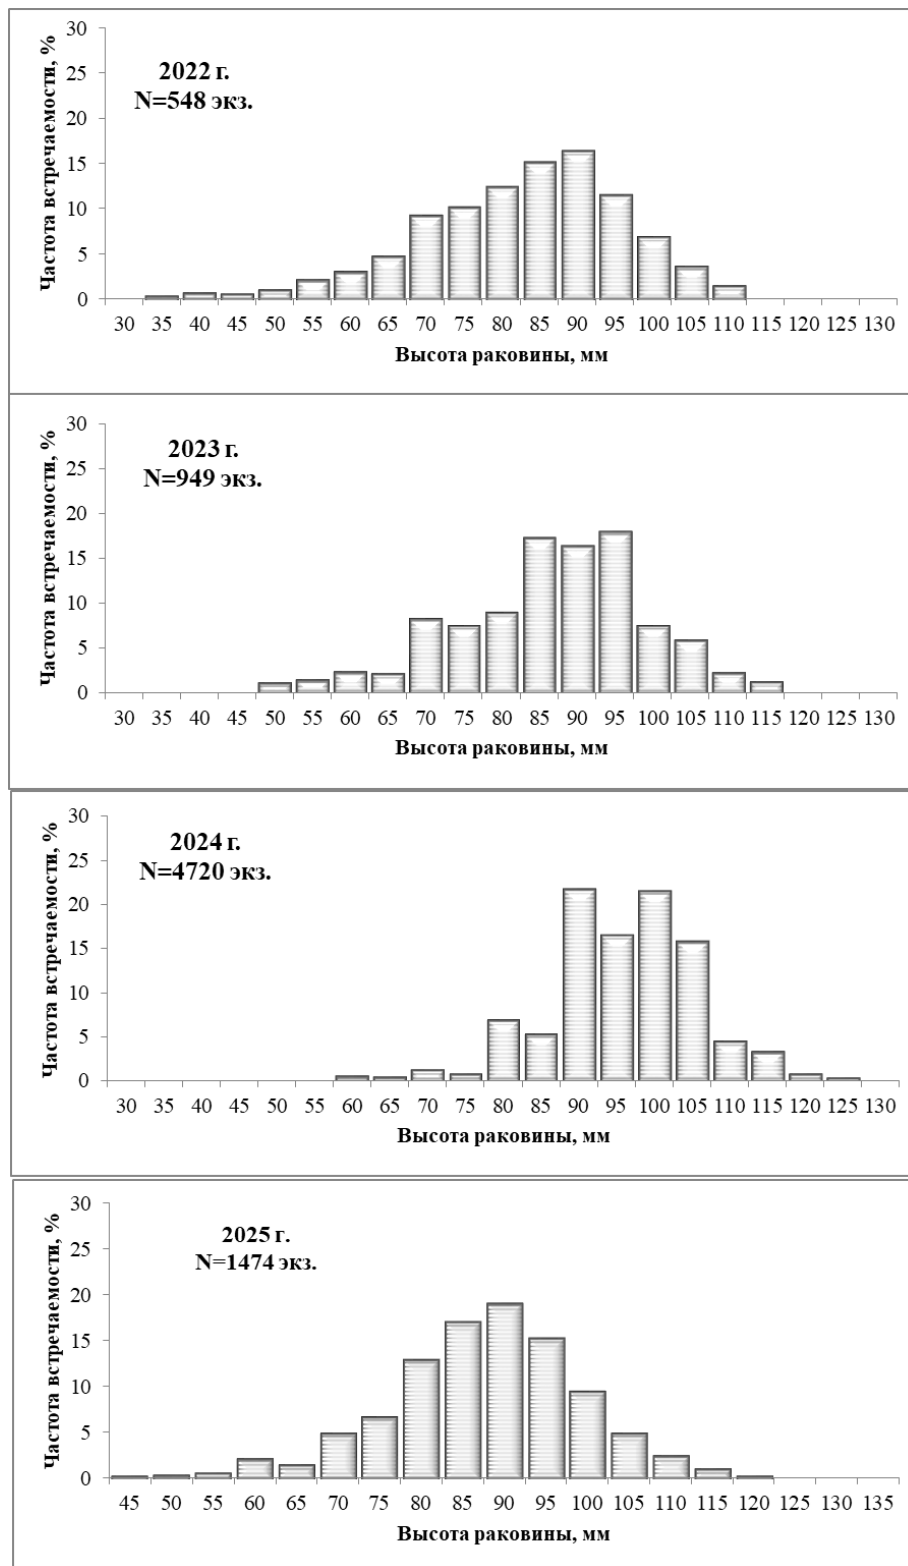 30
25
20
15
10
5
0
Частота встречаемости, %
2022 г.
N=548 экз.
30 35 40 45 50 55 60 65 70 75 80 85 90 95 100 105 110 115 120 125 130
Высота раковины, мм
30
25
20
15
10
5
0
Частота встречаемости, %
2023 г.
N=949 экз.
30 35 40 45 50 55 60 65 70 75 80 85 90 95 100 105 110 115 120 125 130
Высота раковины, мм
30
25
20
15
10
5
0
Частота встречаемости, %
2024 г.
N=4720 экз.
30 35 40 45 50 55 60 65 70 75 80 85 90 95 100 105 110 115 120 125 130
Высота раковины, мм
30
25
20
15
10
5
0
Частота встречаемости, %
2025 г.
N=1474 экз.
45 50 55 60 65 70 75 80 85 90 95 100 105 110 115 120 125 130 135
Высота раковины, мм